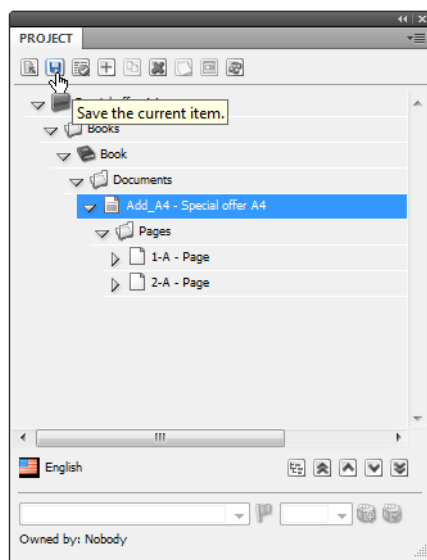 PROJECT
Save the current item.
Books
Book
Documents
Add_A4 - Special offer A4
Pages
1-A - Page
2-A - Page
English
Owned by: Nobody